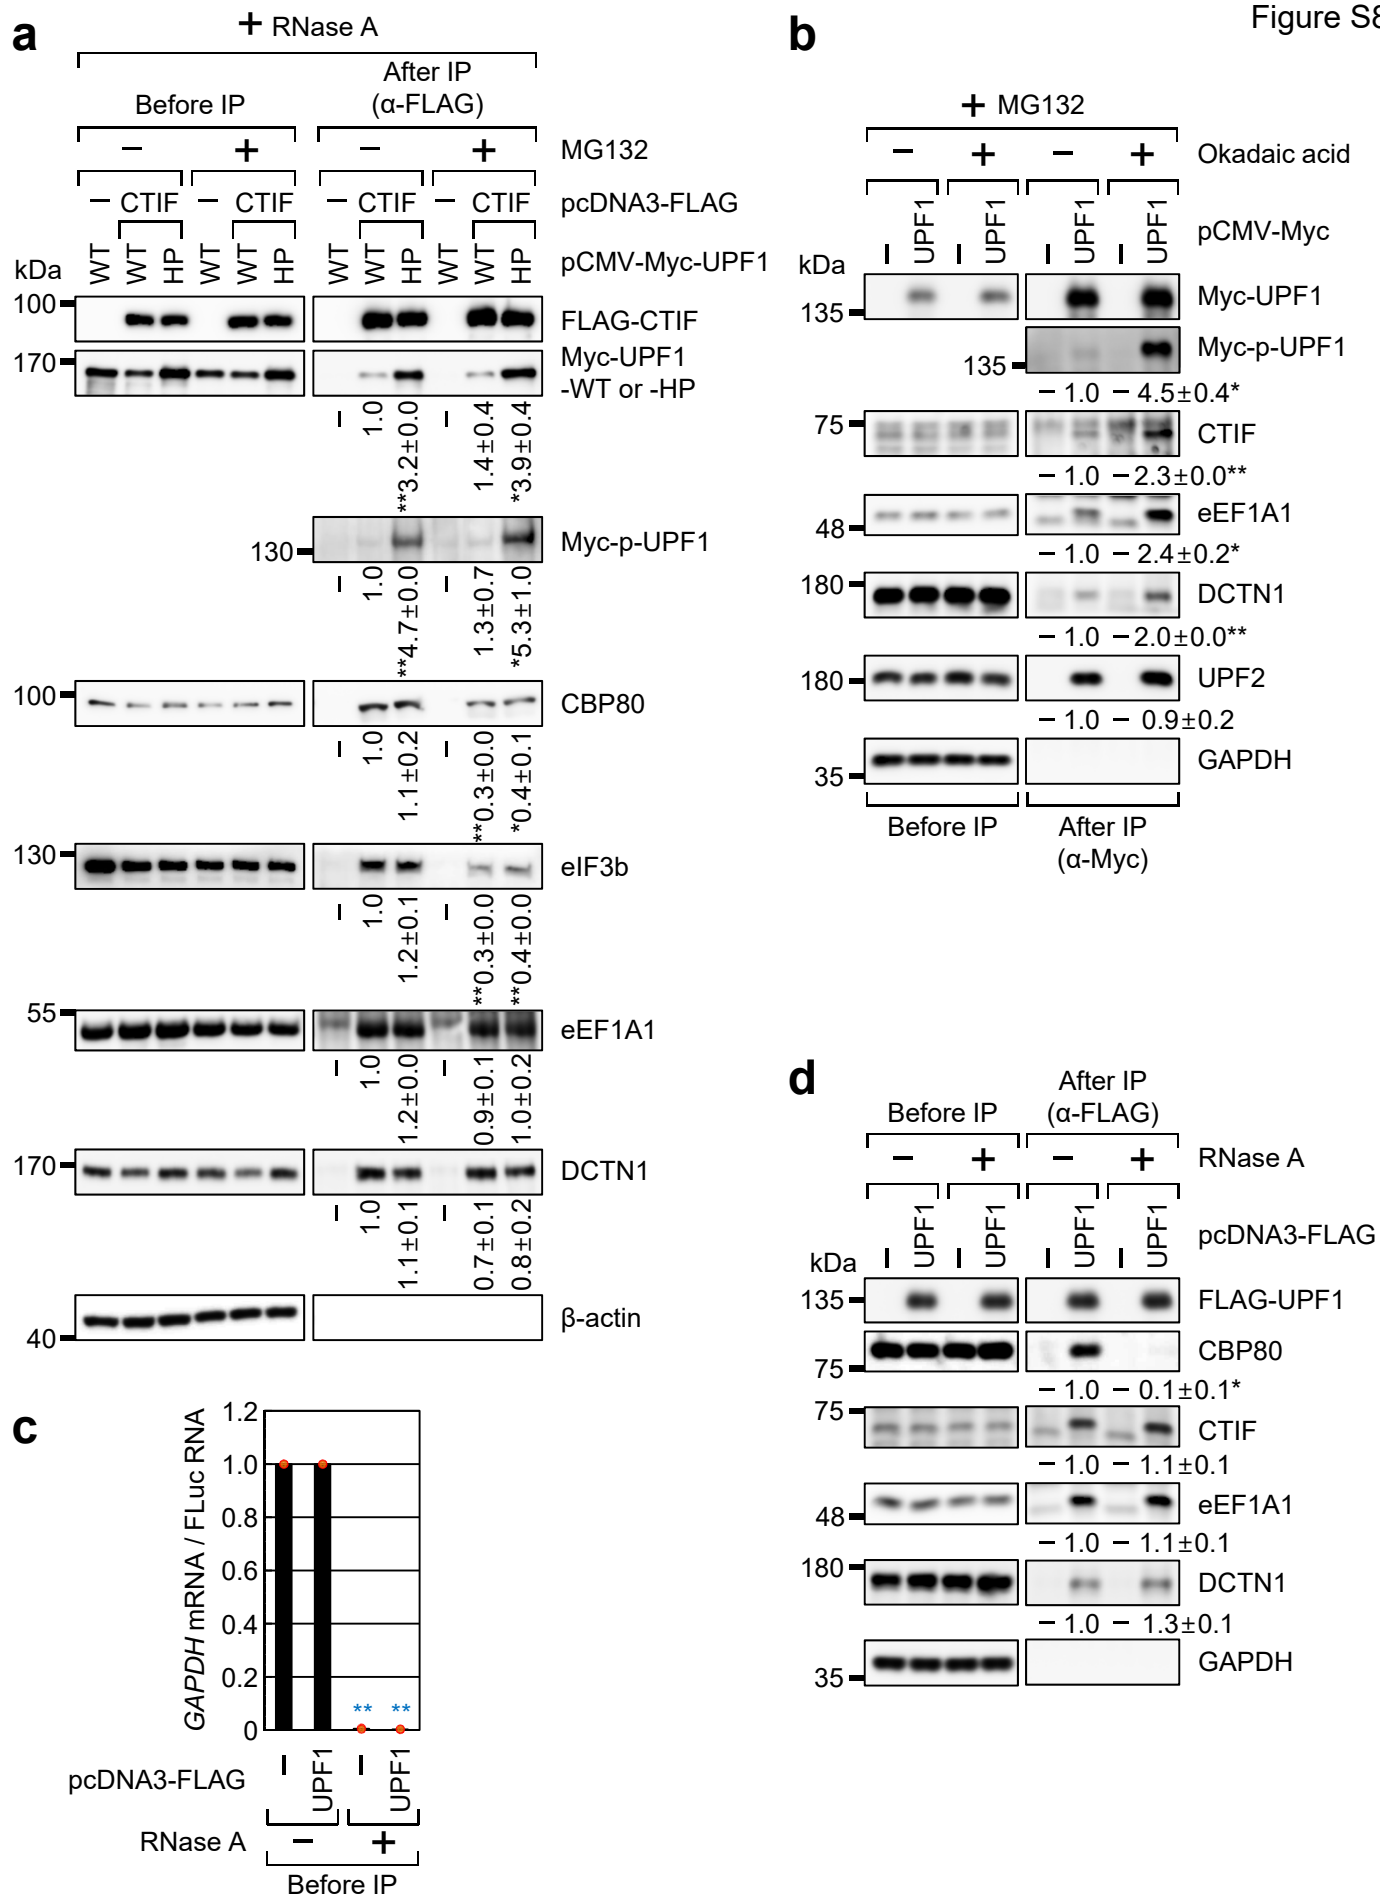 Figure S8
a
+ RNase A
Before IP
After IP
(α-FLAG)
− + − + MG132
− CTIF − CTIF − CTIF − CTIF pcDNA3-FLAG
kDa WT WT HP WT WT HP WT WT HP WT WT HP pCMV-Myc-UPF1
100 FLAG-CTIF
170 Myc-UPF1
-WT or -HP
− 1.0 **3.2±0.0 − 1.4±0.4 *3.9±0.4
130 Myc-p-UPF1
− 1.0 **4.7±0.0 − 1.3±0.7 *5.3±1.0
100 CBP80
− 1.0 1.1±0.2 − **0.3±0.0 *0.4±0.1
130 eIF3b
− 1.0 1.2±0.1 − **0.3±0.0 **0.4±0.0
55 eEF1A1
− 1.0 1.2±0.0 − 0.9±0.1 1.0±0.2
170 DCTN1
− 1.0 1.1±0.1 − 0.7±0.1 0.8±0.2
40 β-actin
b
+ MG132
− + − + Okadaic acid
− UPF1 − UPF1 − UPF1 − UPF1 pCMV-Myc
kDa
135 Myc-UPF1
135 Myc-p-UPF1
− 1.0 − 4.5±0.4*
75 CTIF
− 1.0 − 2.3±0.0**
48 eEF1A1
− 1.0 − 2.4±0.2*
180 DCTN1
− 1.0 − 2.0±0.0**
180 UPF2
− 1.0 − 0.9±0.2
35 GAPDH
Before IP After IP
(α-Myc)
c
GAPDH mRNA / FLuc RNA
1.2
1.0
0.8
0.6
0.4
0.2
0
** **
pcDNA3-FLAG − UPF1 − UPF1
RNase A − +
Before IP
d
Before IP After IP
(α-FLAG)
− + − + RNase A
− UPF1 − UPF1 − UPF1 − UPF1 pcDNA3-FLAG
kDa
135 FLAG-UPF1
75 CBP80
− 1.0 − 0.1±0.1*
75 CTIF
− 1.0 − 1.1±0.1
48 eEF1A1
− 1.0 − 1.1±0.1
180 DCTN1
− 1.0 − 1.3±0.1
35 GAPDH